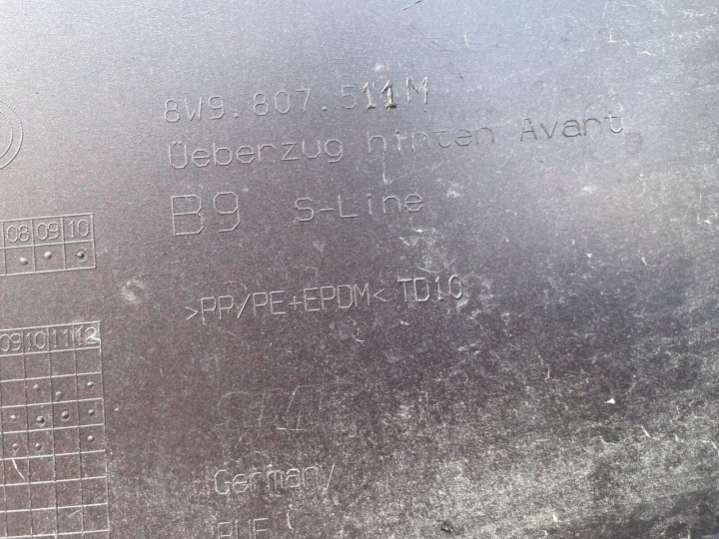 8W9.807.511M
Üeberzug hinten Avant
B9 S-Line
08 09 10
>PP/PE+EPDM< TD10
09 10 11 12
Germany